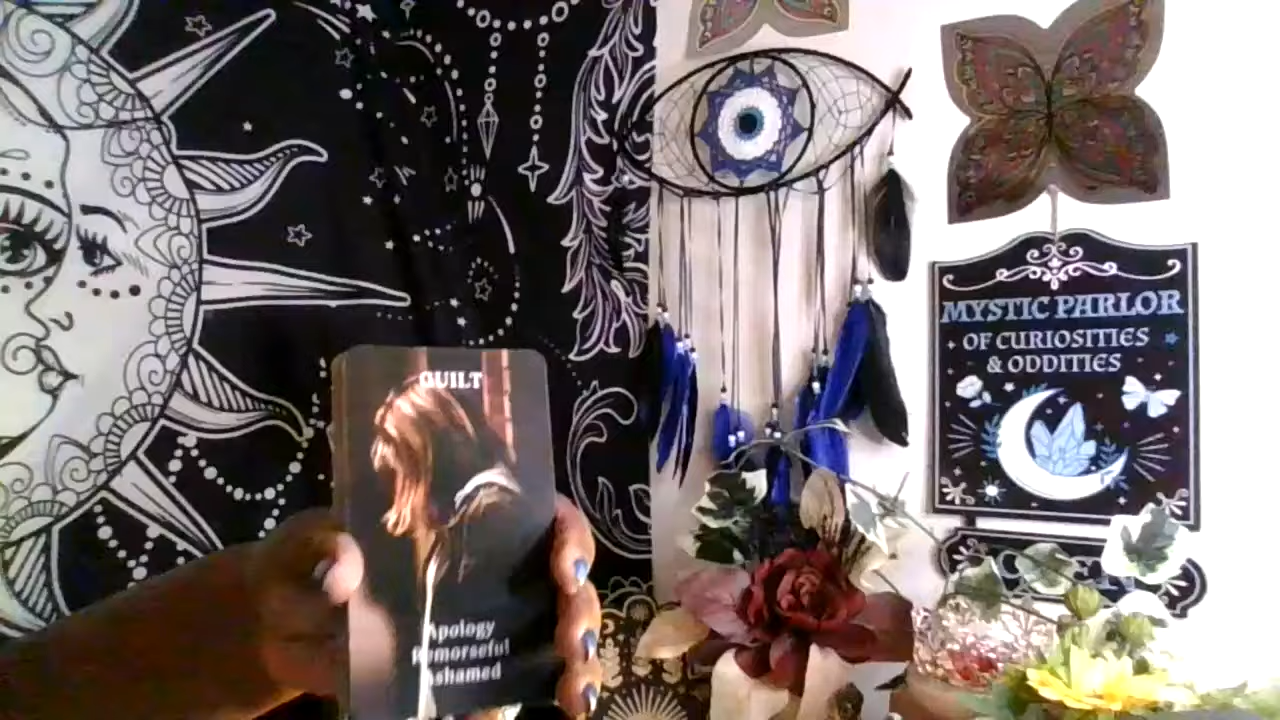 GUILT
Apology
Remorseful
Ashamed
MYSTIC PARLOR
OF CURIOSITIES
& ODDITIES